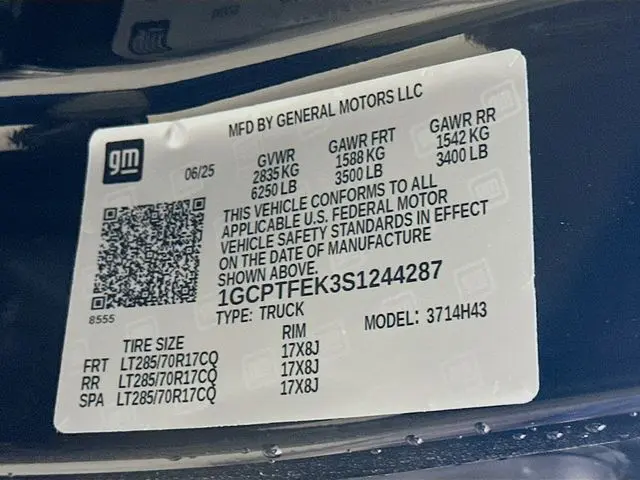 MFD BY GENERAL MOTORS LLC
gm
06/25
GVWR GAWR FRT GAWR RR
2835 KG 1588 KG 1542 KG
6250 LB 3500 LB 3400 LB
THIS VEHICLE CONFORMS TO ALL
APPLICABLE U.S. FEDERAL MOTOR
VEHICLE SAFETY STANDARDS IN EFFECT
ON THE DATE OF MANUFACTURE
SHOWN ABOVE.
1GCPTFEK3S1244287
8555
TYPE: TRUCK MODEL: 3714H43
TIRE SIZE RIM
FRT LT285/70R17CQ 17X8J
RR LT285/70R17CQ 17X8J
SPA LT285/70R17CQ 17X8J